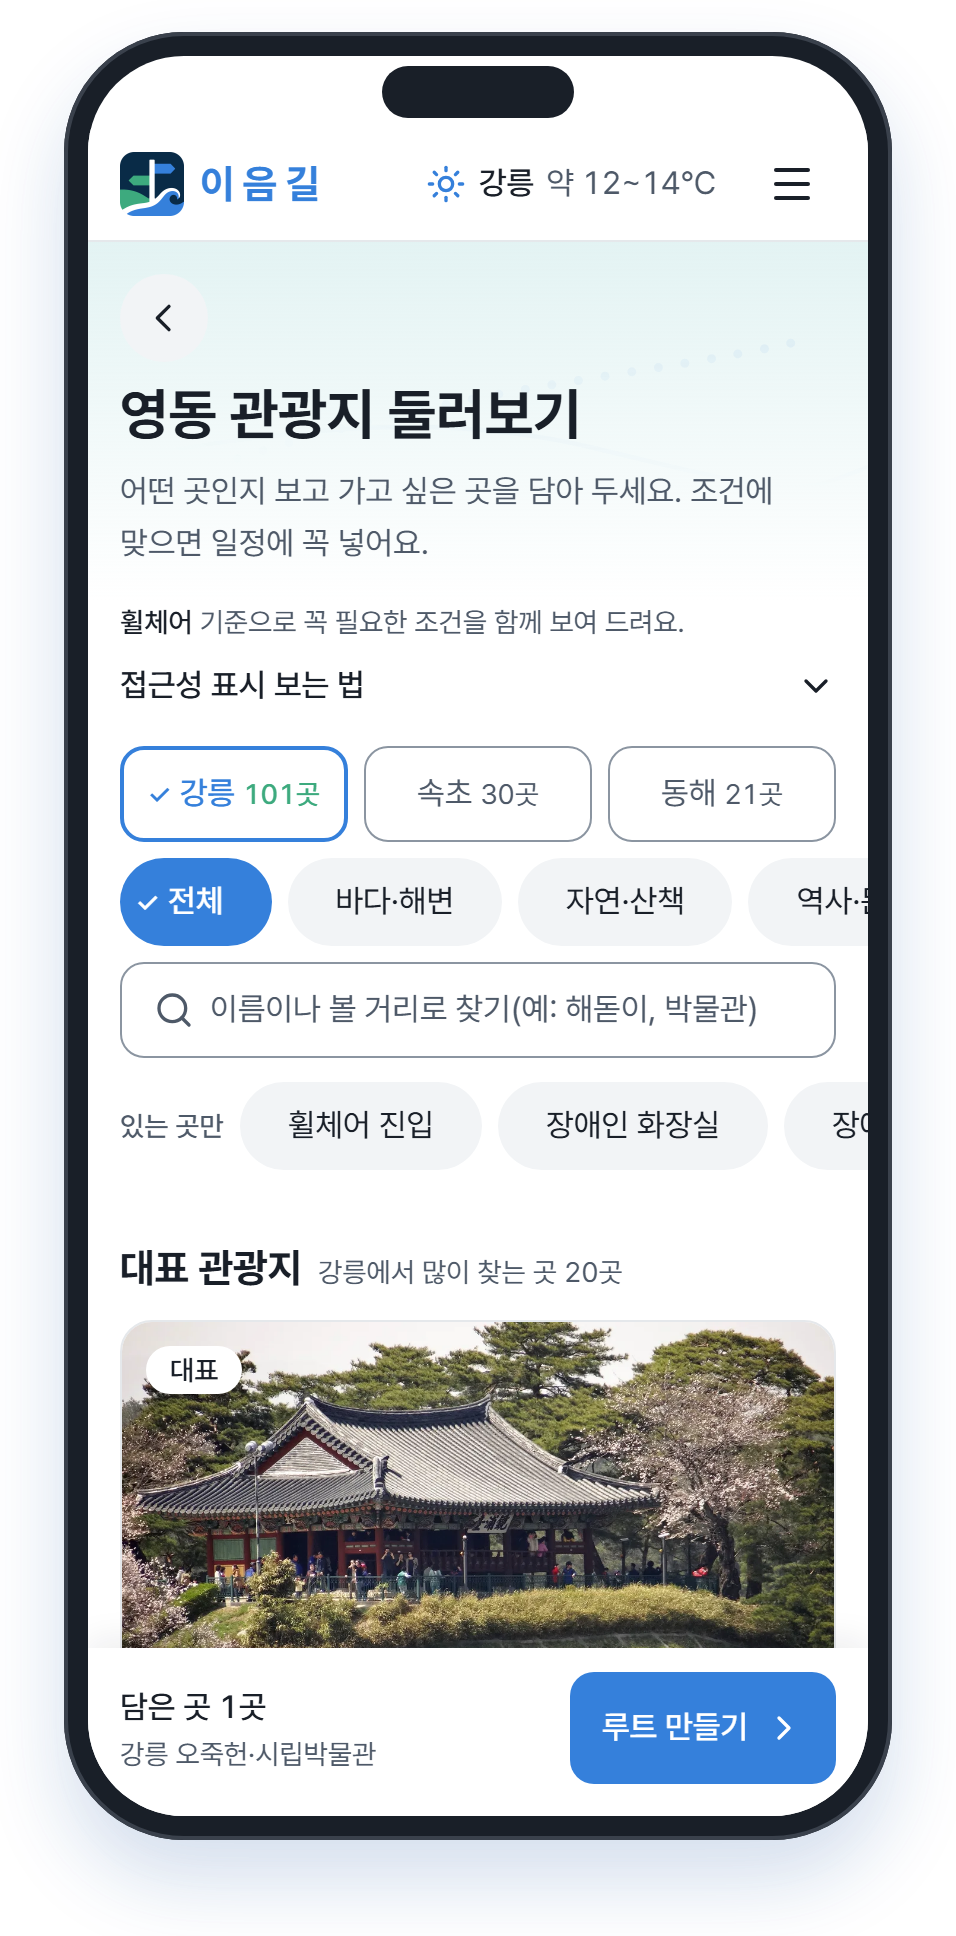 이음길
강릉 약 12~14°C
영동 관광지 둘러보기
어떤 곳인지 보고 가고 싶은 곳을 담아 두세요. 조건에
맞으면 일정에 꼭 넣어요.
휠체어 기준으로 꼭 필요한 조건을 함께 보여 드려요.
접근성 표시 보는 법
강릉 101곳 속초 30곳 동해 21곳
전체 바다·해변 자연·산책 역사·
이름이나 볼 거리로 찾기(예: 해돋이, 박물관)
있는 곳만 휠체어 진입 장애인 화장실
대표 관광지 강릉에서 많이 찾는 곳 20곳
대표
담은 곳 1곳
강릉 오죽헌·시립박물관
루트 만들기